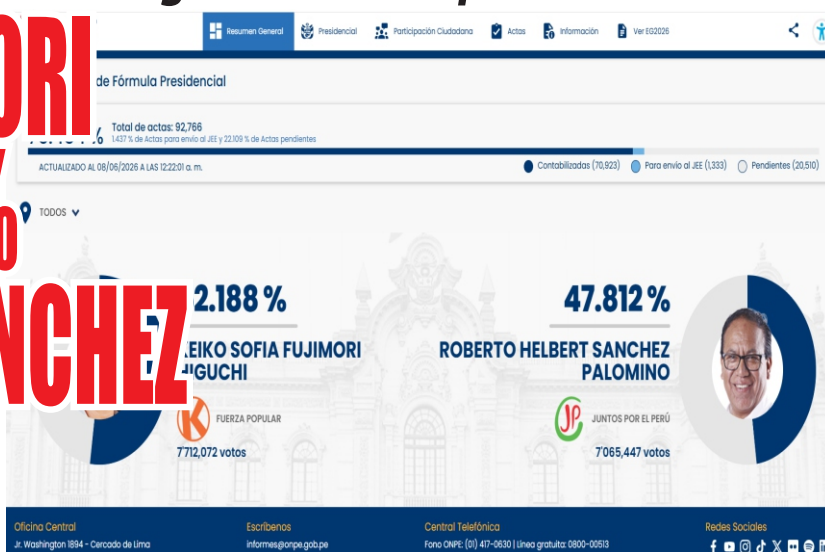 ORI
NCHEZ
Resumen General Presidencial Participación Ciudadana Actas Información Ver EG2026
de Fórmula Presidencial
% Total de actas: 92,766
1.437 % de Actas para envío al JEE y 22.109 % de Actas pendientes
ACTUALIZADO AL 08/06/2026 A LAS 12:22:01 a. m. Contabilizadas (70,923) Para envío al JEE (1,333) Pendientes (20,510)
TODOS
2.188 % 47.812 %
EIKO SOFIA FUJIMORI ROBERTO HELBERT SANCHEZ
HIGUCHI PALOMINO
K FUERZA POPULAR JP JUNTOS POR EL PERÚ
7'712,072 votos 7'065,447 votos
Oficina Central Escríbenos Central Telefónica Redes Sociales
Jr. Washington 1894 - Cercado de Lima informes@onpe.gob.pe Fono ONPE: (01) 417-0630 | Línea gratuita: 0800-00513